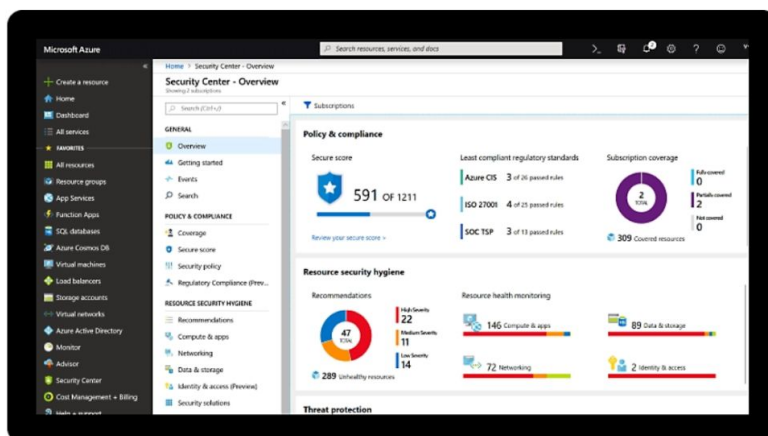 Microsoft Azure
Search resources, services, and docs
Create a resource
Home
Dashboard
All services
FAVORITES
All resources
Resource groups
App Services
Function Apps
SQL databases
Azure Cosmos DB
Virtual machines
Load balancers
Storage accounts
Virtual networks
Azure Active Directory
Monitor
Advisor
Security Center
Cost Management + Billing
Help + support
Home > Security Center - Overview
Security Center - Overview
Showing 2 subscriptions
Search (Ctrl+/)
GENERAL
Overview
Getting started
Events
Search
POLICY & COMPLIANCE
Coverage
Secure score
Security policy
Regulatory Compliance (Prev...
RESOURCE SECURITY HYGIENE
Recommendations
Compute & apps
Networking
Data & storage
Identity & access (Preview)
Security solutions
Subscriptions
Policy & compliance
Secure score
591 OF 1211
Review your secure score >
Least compliant regulatory standards
Azure CIS 3 of 26 passed rules
ISO 27001 4 of 25 passed rules
SOC TSP 3 of 13 passed rules
Subscription coverage
2
TOTAL
Fully covered
0
Partially covered
2
Not covered
0
309 Covered resources
Resource security hygiene
Recommendations
47
TOTAL
High Severity
22
Medium Severity
11
Low Severity
14
289 Unhealthy resources
Resource health monitoring
146 Compute & apps
89 Data & storage
72 Networking
2 Identity & access
Threat protection